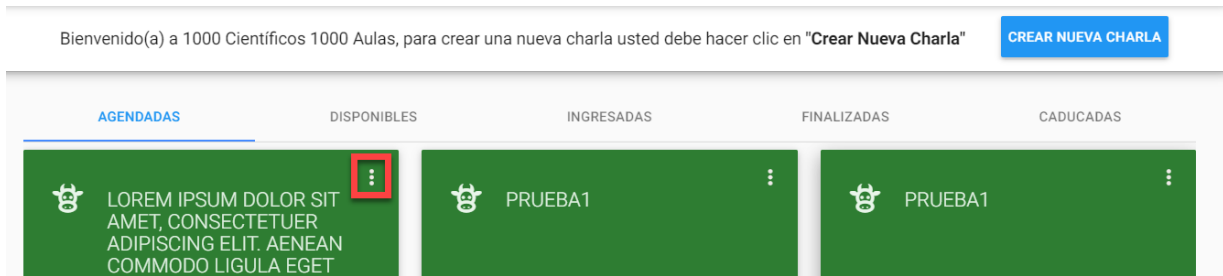 Bienvenido(a) a 1000 Científicos 1000 Aulas, para crear una nueva charla usted debe hacer clic en "Crear Nueva Charla"
CREAR NUEVA CHARLA
AGENDADAS
DISPONIBLES
INGRESADAS
FINALIZADAS
CADUCADAS
LOREM IPSUM DOLOR SIT
AMET, CONSECTETUER
ADIPISCING ELIT. AENEAN
COMMODO LIGULA EGET
PRUEBA1
PRUEBA1